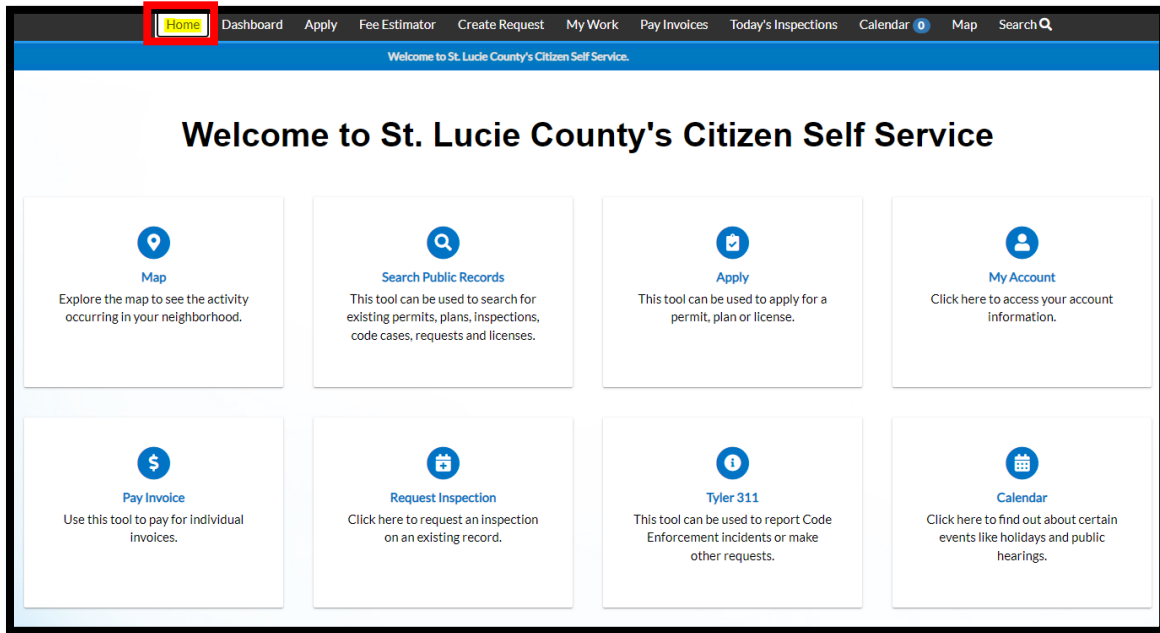 Home Dashboard Apply Fee Estimator Create Request My Work Pay Invoices Today's Inspections Calendar 0 Map Search
Welcome to St. Lucie County's Citizen Self Service.
Welcome to St. Lucie County's Citizen Self Service
Map
Explore the map to see the activity
occurring in your neighborhood.
Search Public Records
This tool can be used to search for
existing permits, plans, inspections,
code cases, requests and licenses.
Apply
This tool can be used to apply for a
permit, plan or license.
My Account
Click here to access your account
information.
Pay Invoice
Use this tool to pay for individual
invoices.
Request Inspection
Click here to request an inspection
on an existing record.
Tyler 311
This tool can be used to report Code
Enforcement incidents or make
other requests.
Calendar
Click here to find out about certain
events like holidays and public
hearings.